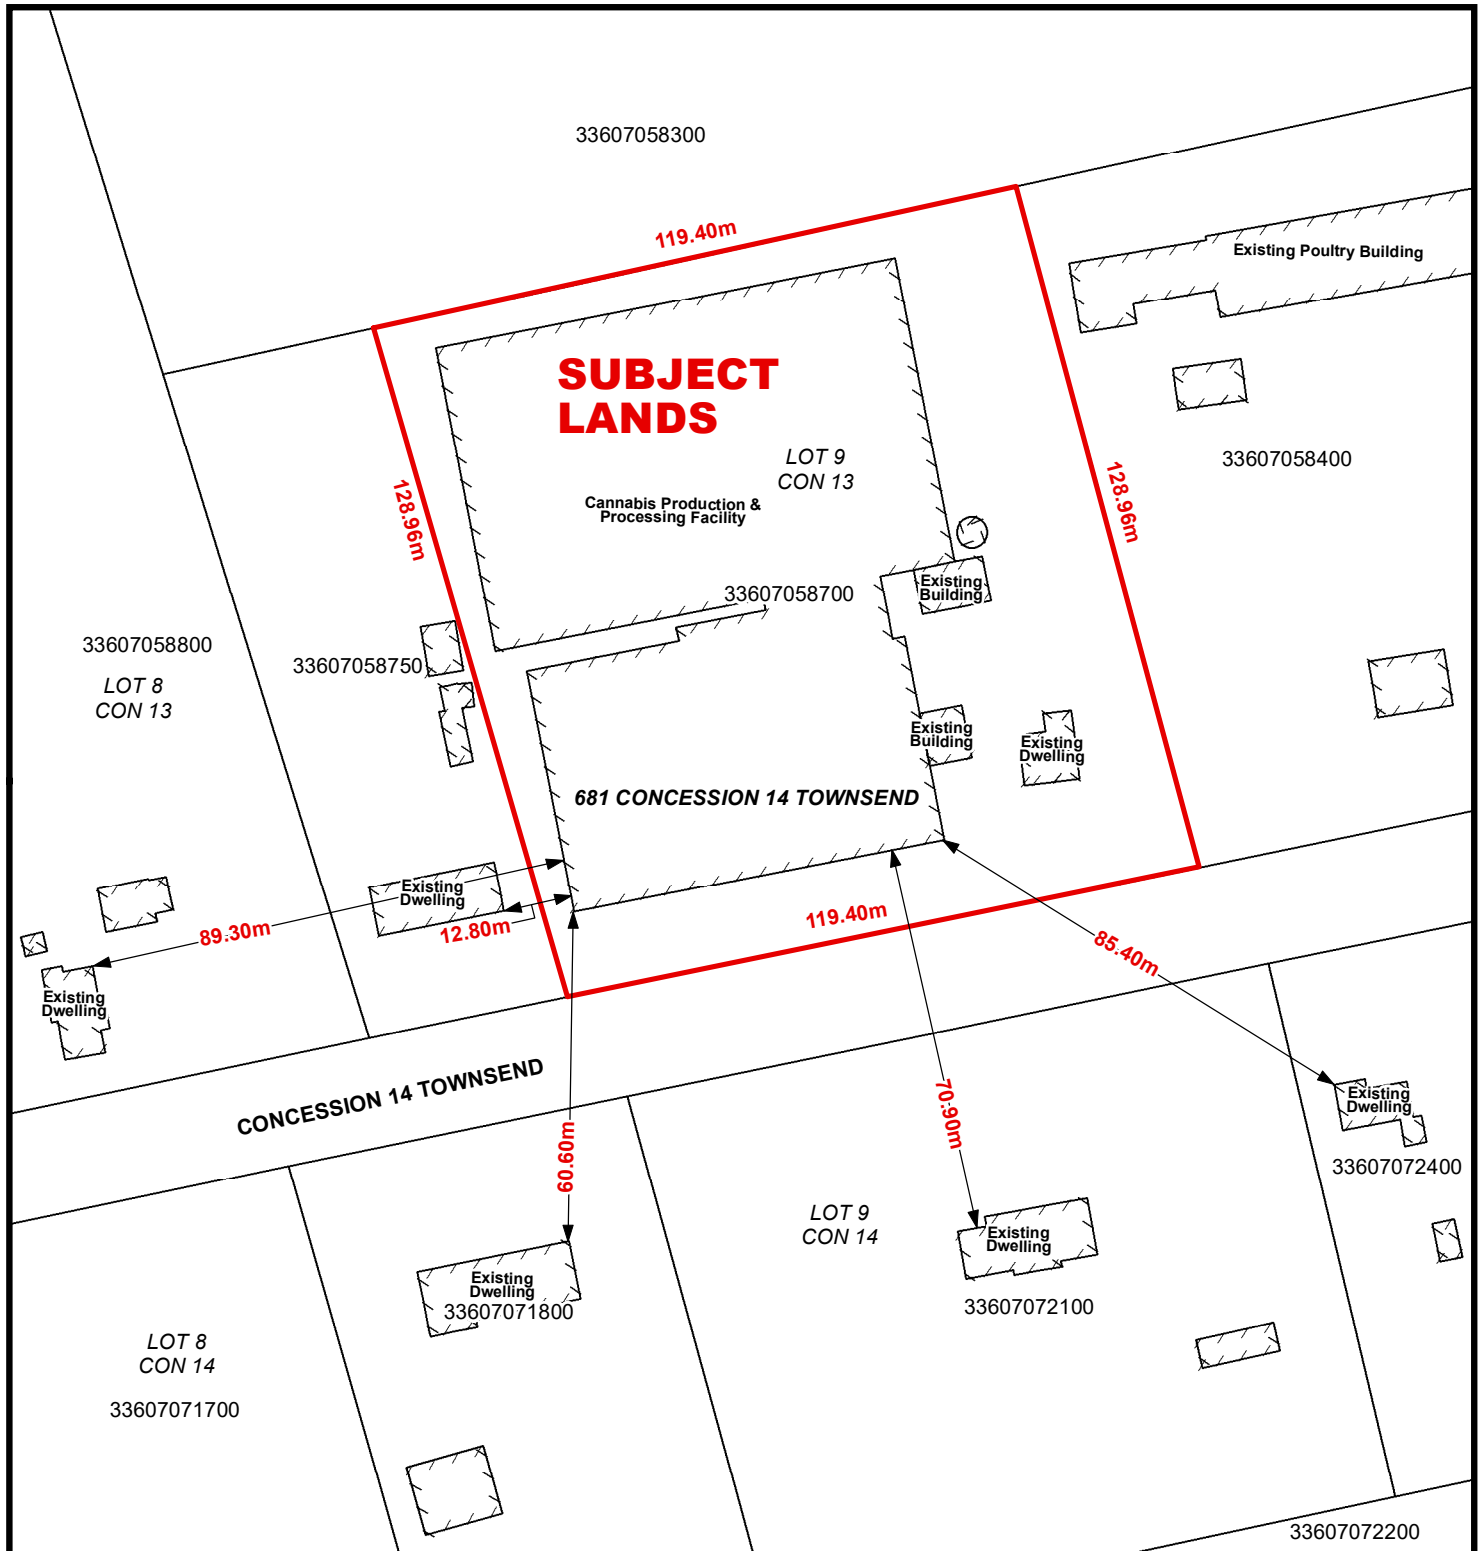 33607058300
119.40m
Existing Poultry Building
SUBJECT
LANDS
LOT 9
CON 13
33607058400
128.96m
128.96m
Cannabis Production &
Processing Facility
Existing
Building
33607058700
33607058800
33607058750
LOT 8
CON 13
Existing
Building
Existing
Dwelling
681 CONCESSION 14 TOWNSEND
Existing
Dwelling
119.40m
89.30m
12.80m
85.40m
Existing
Dwelling
CONCESSION 14 TOWNSEND
70.90m
60.60m
Existing
Dwelling
33607072400
LOT 9
CON 14
Existing
Dwelling
Existing
Dwelling
33607071800
33607072100
LOT 8
CON 14
33607071700
33607072200